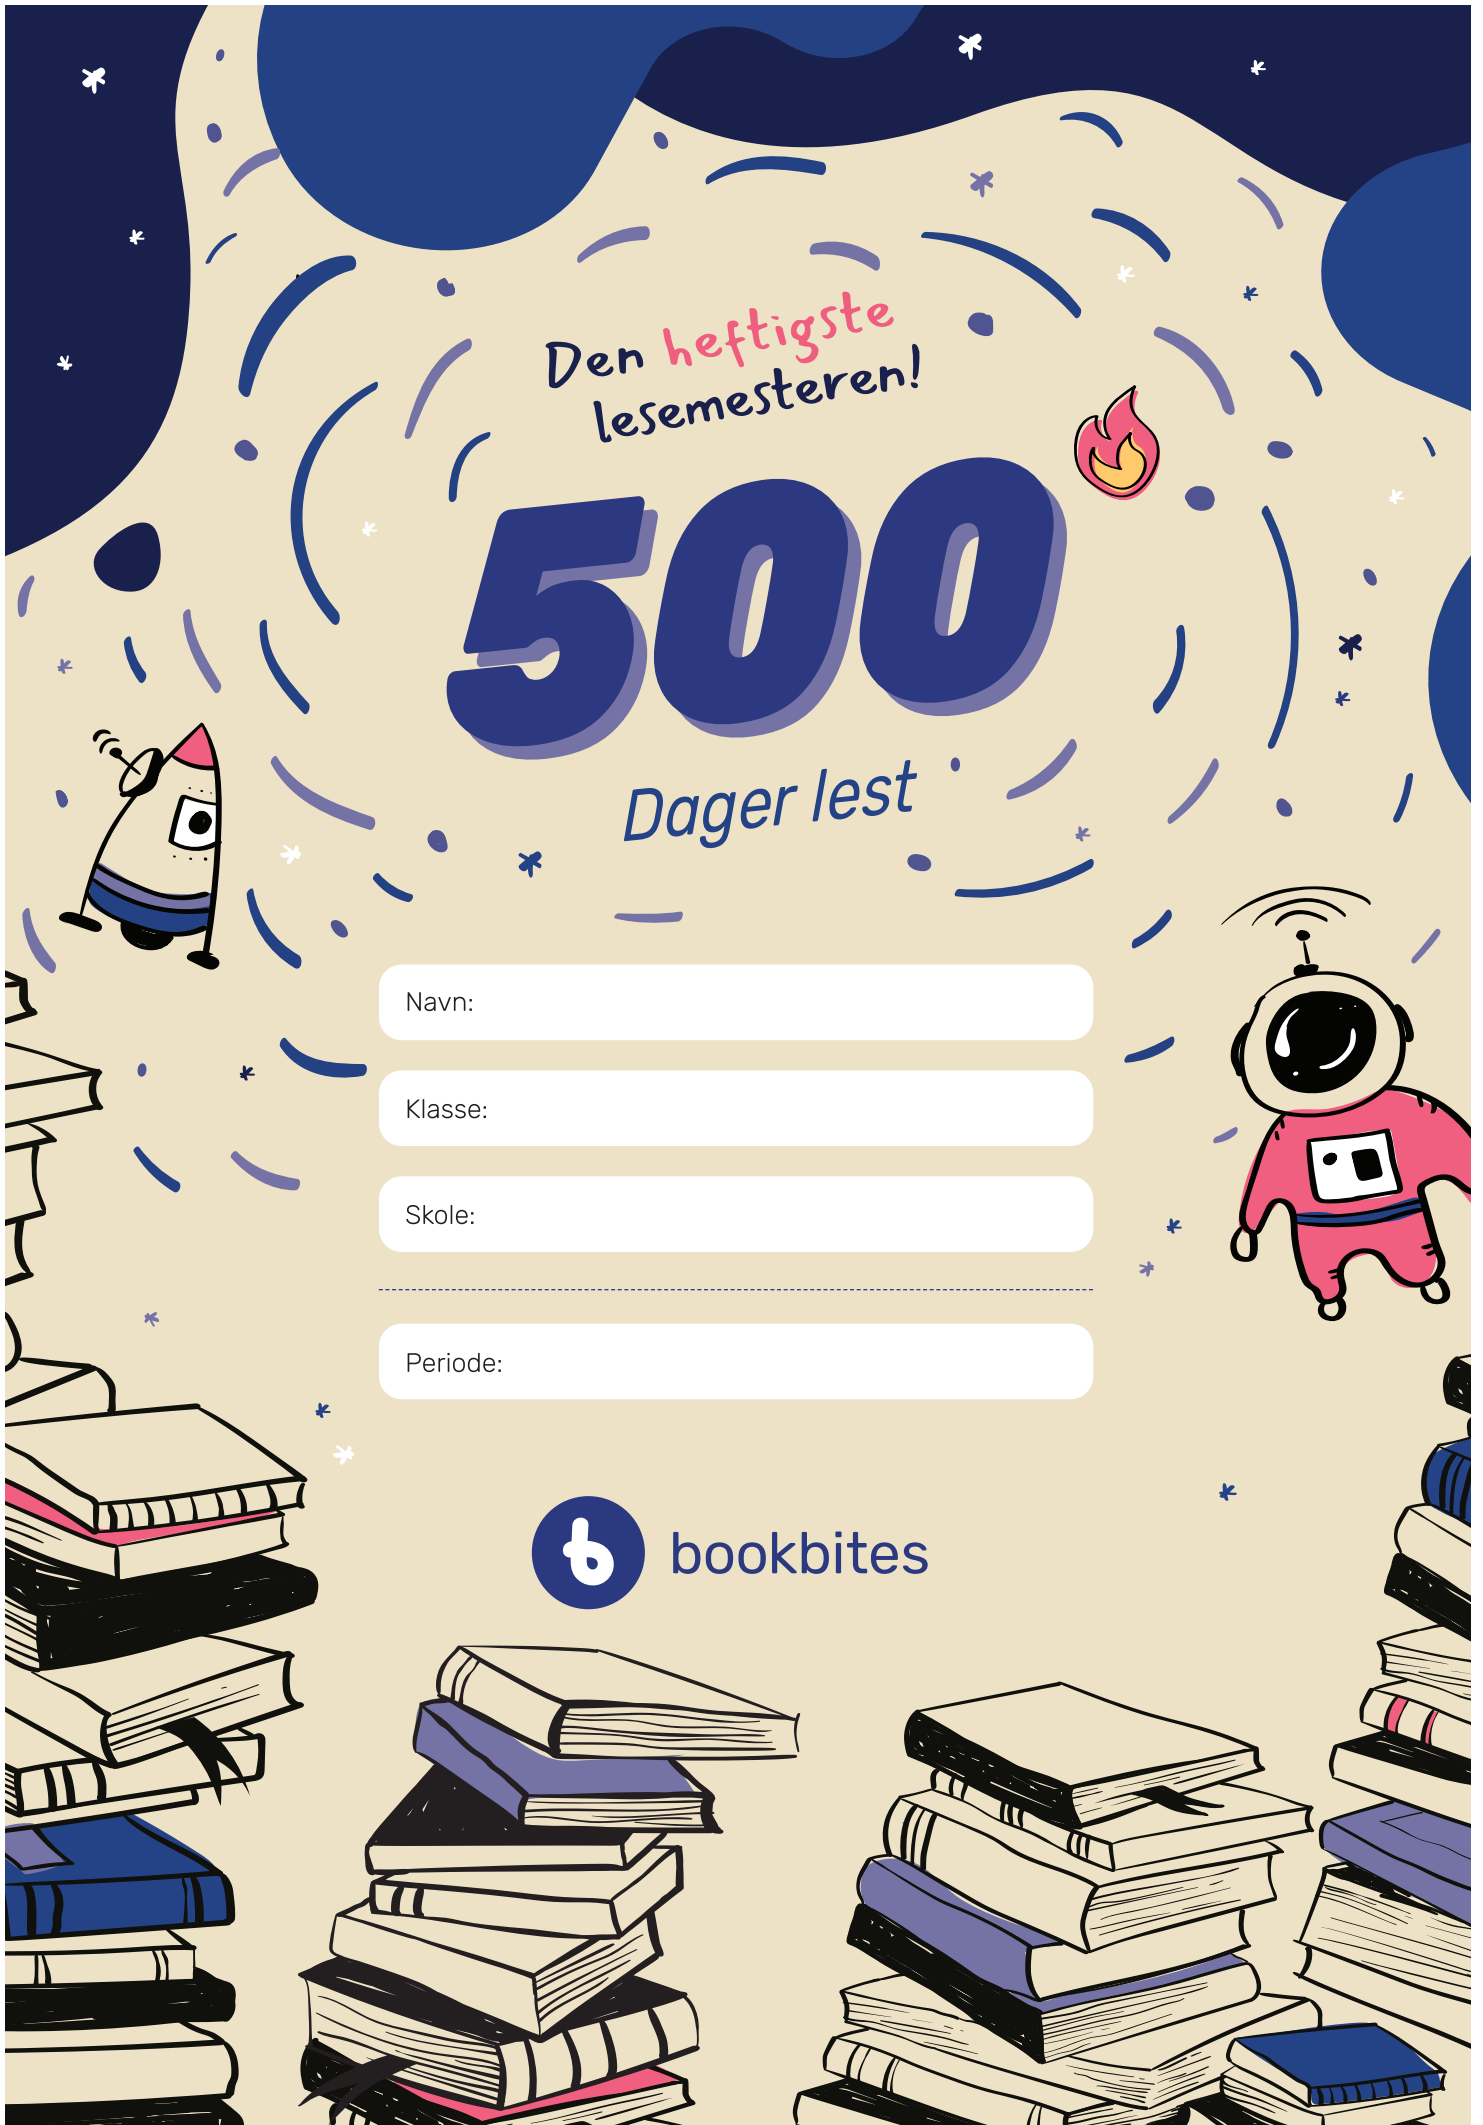 Den heftigste
lesemesteren!
500
Dager lest
Navn:
Klasse:
Skole:
Periode:
bookbites